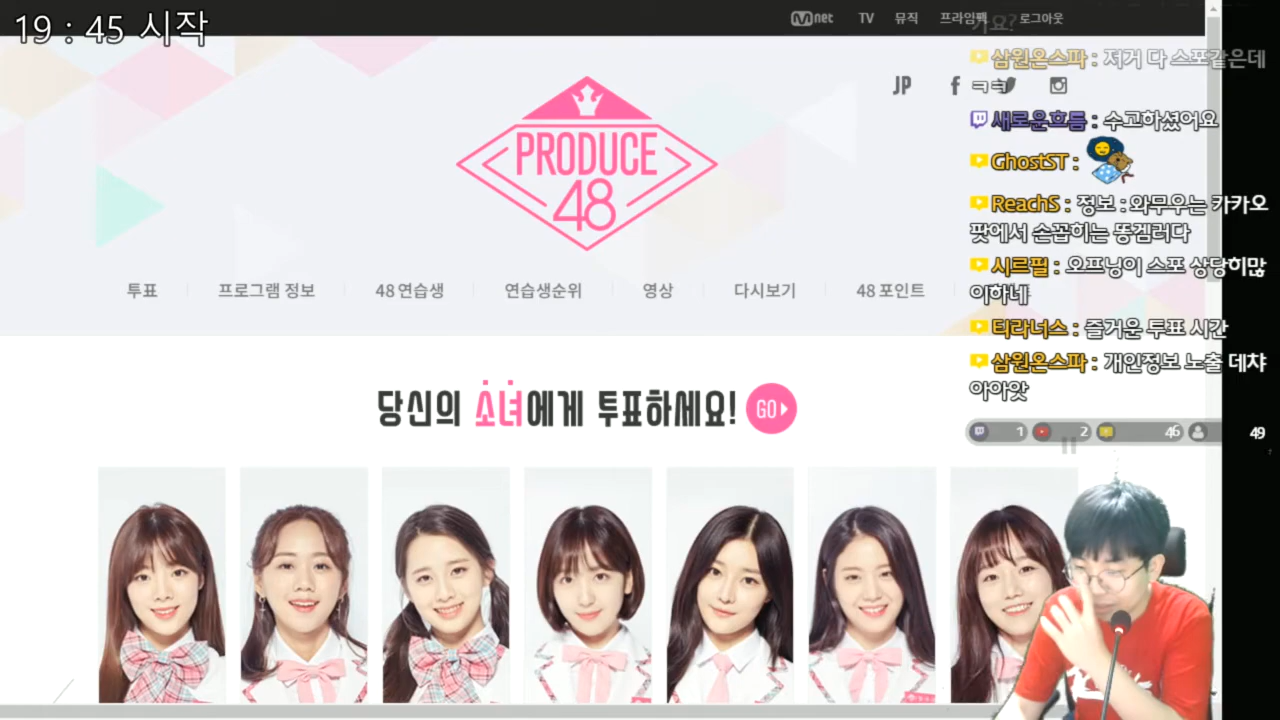 19 : 45 시작
Mnet
TV
뮤직
로그아웃
JP
PRODUCE
48
투표
프로그램 정보
48 연습생
연습생순위
영상
다시보기
48 포인트
당신의 소녀에게 투표하세요!
GO
삼원온스파 : 저거 다 스포같은데
ㅋㅋ
새로운흐름 : 수고하셨어요
GhostST :
ReachS : 정보 : 와무우는 카카오
팟에서 손꼽히는 똥겜러다
시르필 : 오프닝이 스포 상당히많
이하네
티라너스 : 즐거운 투표 시간
삼원온스파 : 개인정보 노출 데챠
아아앗
1 2 46 49